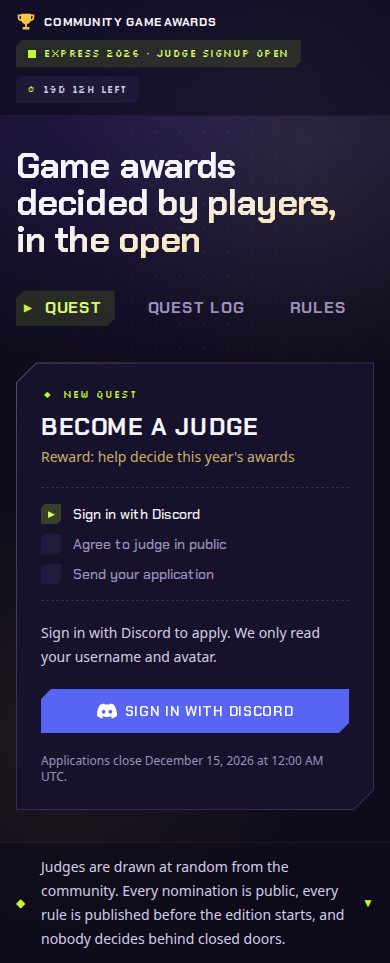 COMMUNITY GAME AWARDS
EXPRESS 2026 · JUDGE SIGNUP OPEN
19D 12H LEFT
Game awards
decided by players,
in the open
QUEST
QUEST LOG
RULES
NEW QUEST
BECOME A JUDGE
Reward: help decide this year's awards
Sign in with Discord
Agree to judge in public
Send your application
Sign in with Discord to apply. We only read
your username and avatar.
SIGN IN WITH DISCORD
Applications close December 15, 2026 at 12:00 AM
UTC.
Judges are drawn at random from the
community. Every nomination is public, every
rule is published before the edition starts, and
nobody decides behind closed doors.